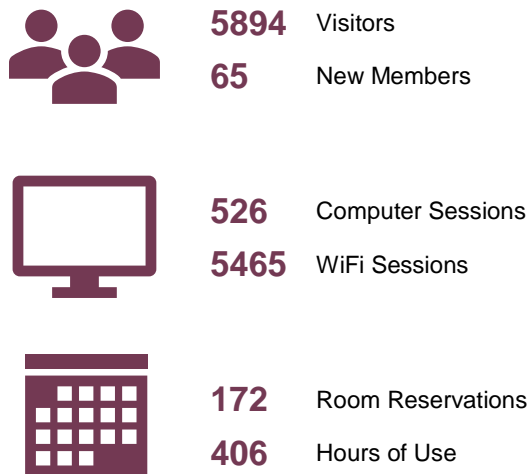 5894 Visitors
65 New Members
526 Computer Sessions
5465 WiFi Sessions
172 Room Reservations
406 Hours of Use